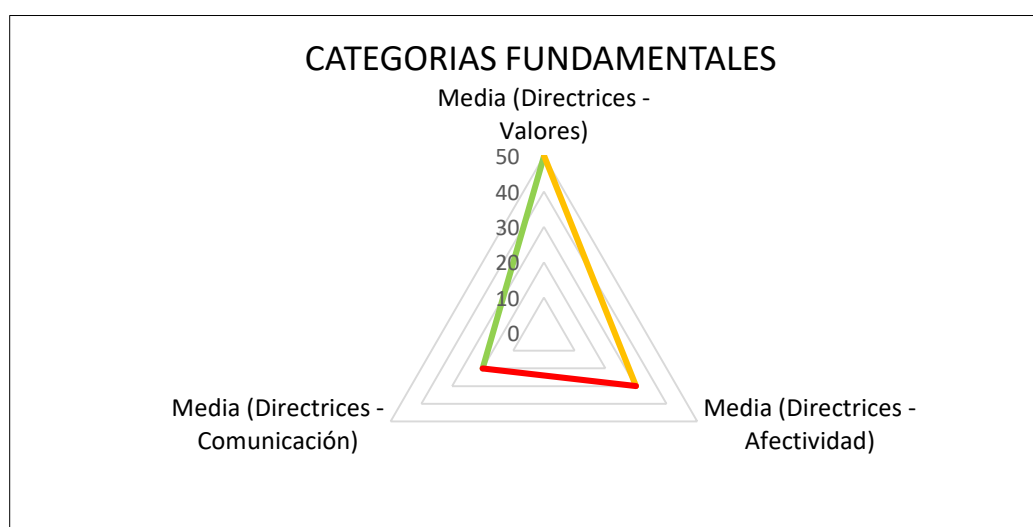 CATEGORIAS FUNDAMENTALES
Media (Directrices -
Valores)
50
40
30
20
10
0
Media (Directrices -
Comunicación)
Media (Directrices -
Afectividad)